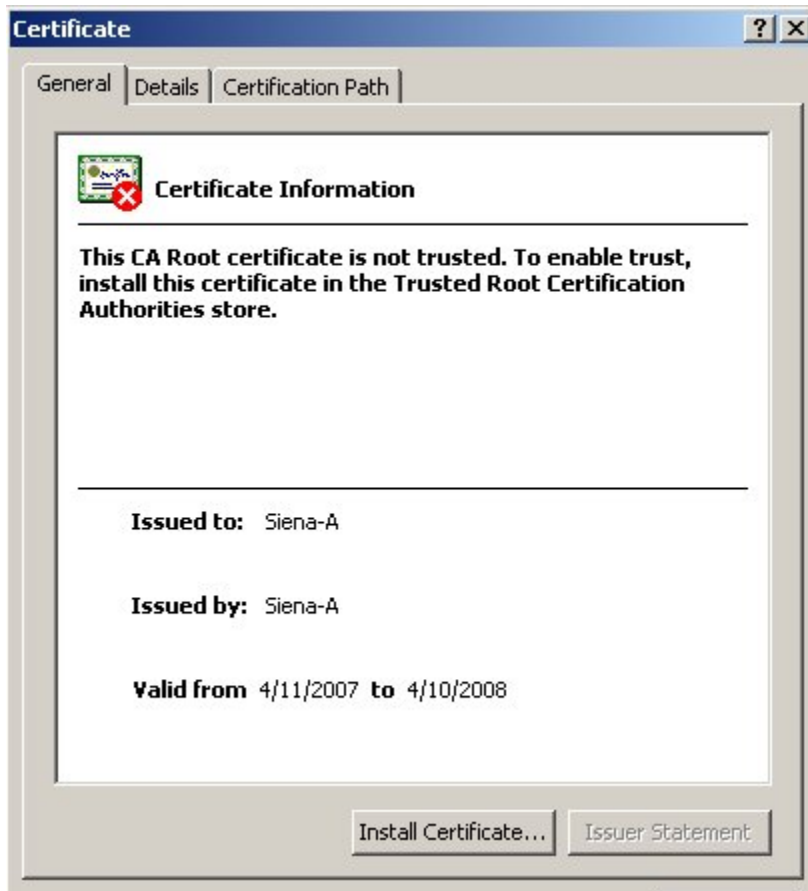 Certificate
General
Details
Certification Path
Certificate Information
This CA Root certificate is not trusted. To enable trust,
install this certificate in the Trusted Root Certification
Authorities store.
Issued to: Siena-A
Issued by: Siena-A
Valid from 4/11/2007 to 4/10/2008
Install Certificate...
Issuer Statement